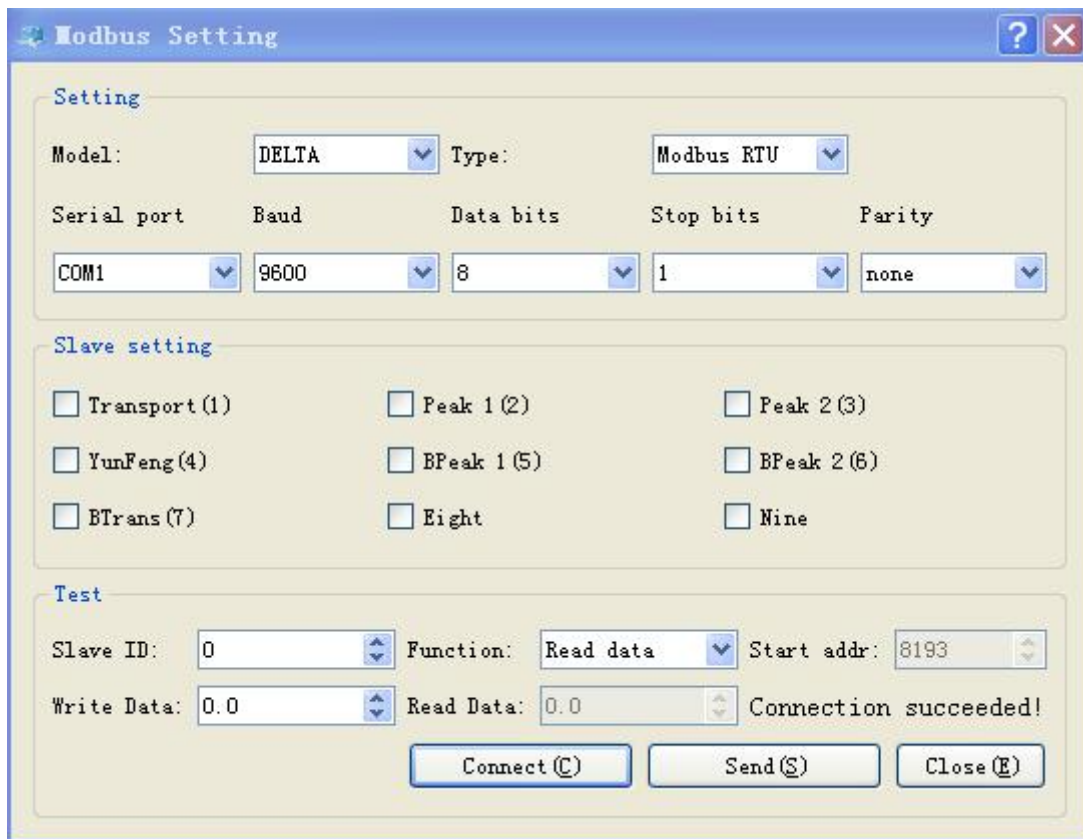 Modbus Setting
Setting
Model: DELTA Type: Modbus RTU
Serial port Baud Data bits Stop bits Parity
COM1 9600 8 1 none
Slave setting
Transport(1) Peak 1(2) Peak 2(3)
YunFeng(4) BPeak 1(5) BPeak 2(6)
BTrans(7) Eight Nine
Test
Slave ID: 0 Function: Read data Start addr: 8193
Write Data: 0.0 Read Data: 0.0 Connection succeeded!
Connect(C) Send(S) Close(E)